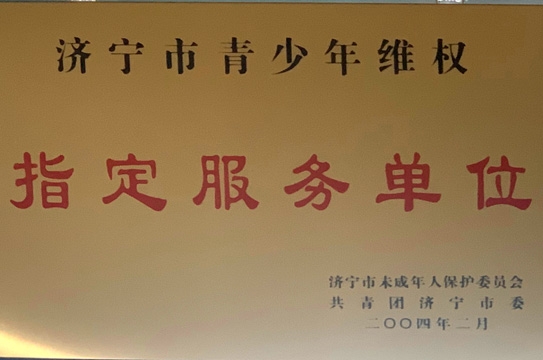 济宁市青少年维权
指定服务单位
济宁市未成年人保护委员会
共青团济宁市委
二〇〇四年二月